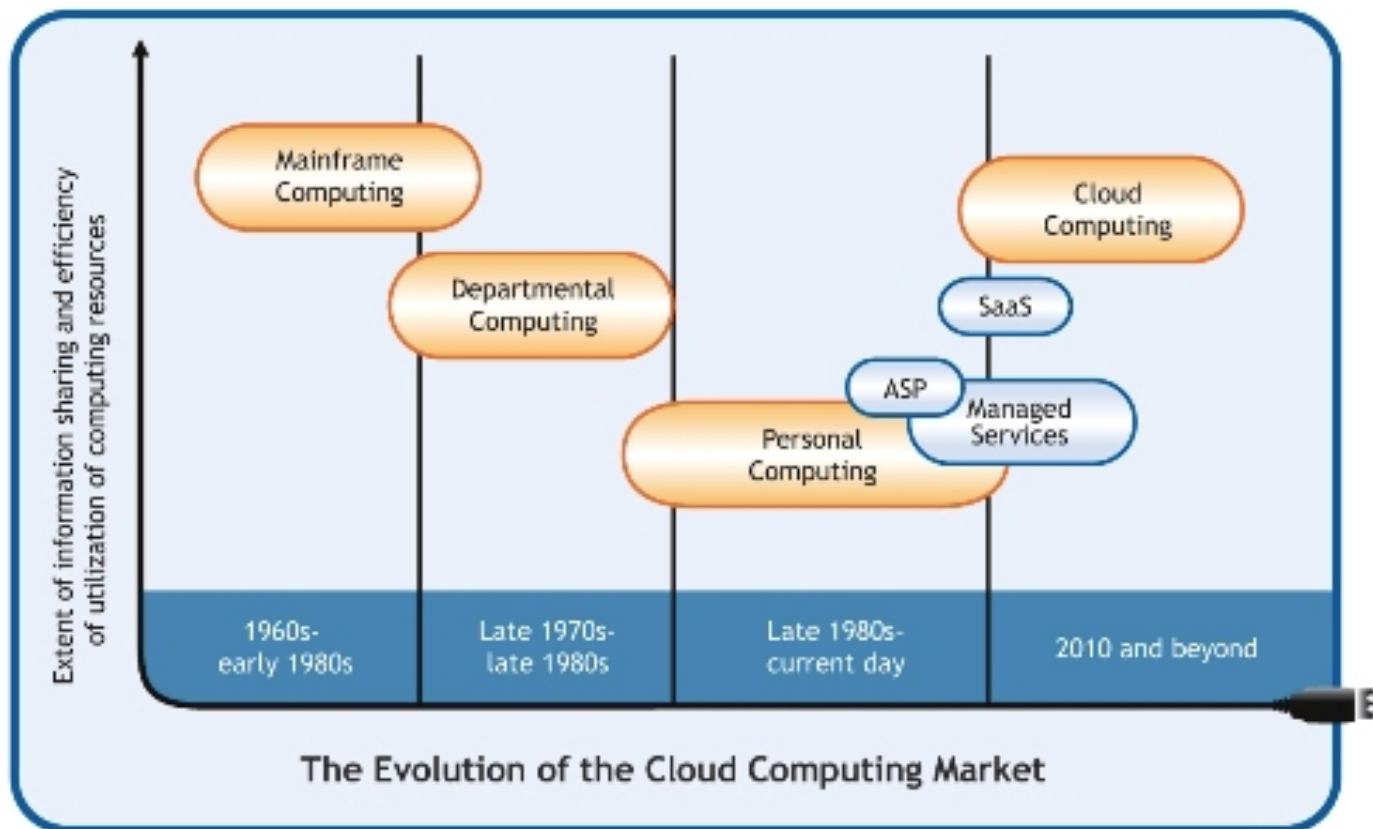 Extent of information sharing and efficiency
of utilization of computing resources
Mainframe
Computing
Departmental
Computing
Personal
Computing
ASP
Managed
Services
SaaS
Cloud
Computing
1960s-
early 1980s
Late 1970s-
late 1980s
Late 1980s-
current day
2010 and beyond
The Evolution of the Cloud Computing Market